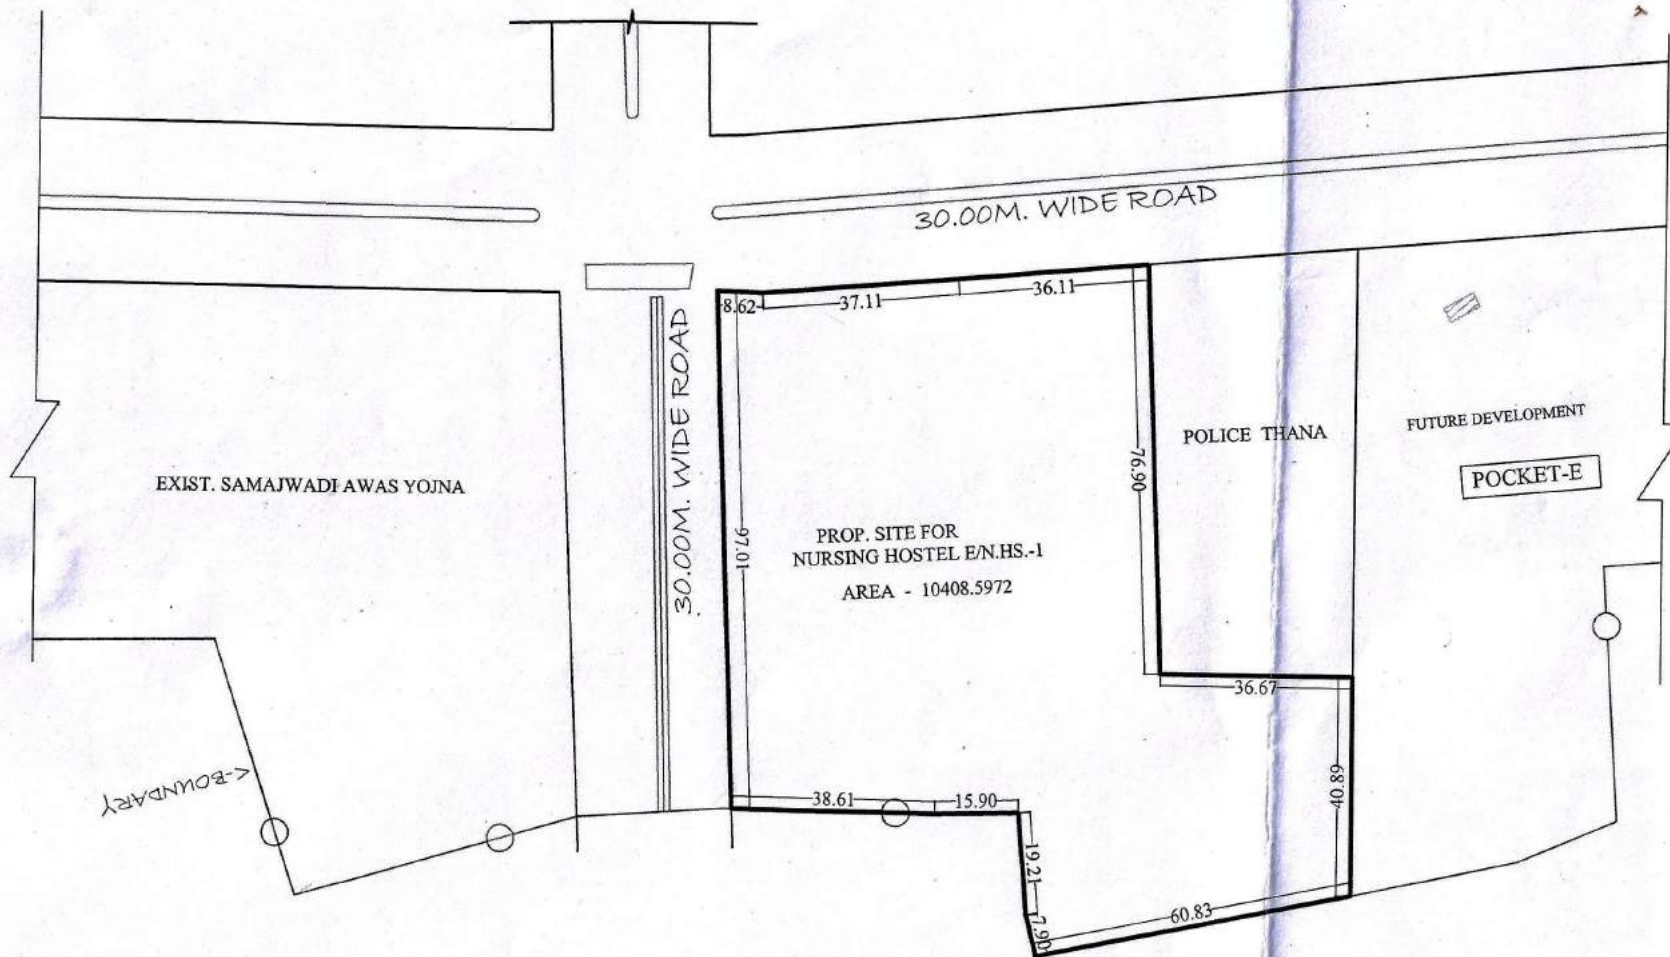 30.00M. WIDE ROAD
8.62
37.11
36.11
30.00M. WIDE ROAD
97.01
76.90
POLICE THANA
FUTURE DEVELOPMENT
POCKET-E
EXIST. SAMAJWADI AWAS YOJNA
PROP. SITE FOR
NURSING HOSTEL E/N.HS.-1
AREA - 10408.5972
36.67
40.89
<-BOUNDARY
38.61
15.90
19.21
7.90
60.83